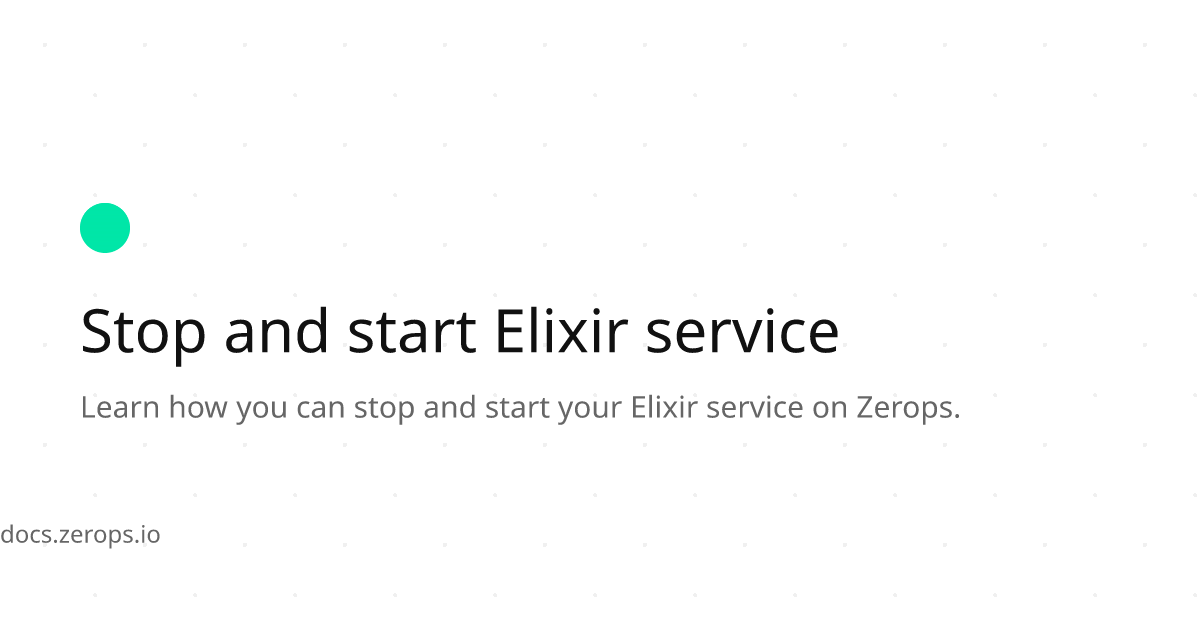 Stop and start Elixir service
Learn how you can stop and start your Elixir service on Zerops.
docs.zerops.io